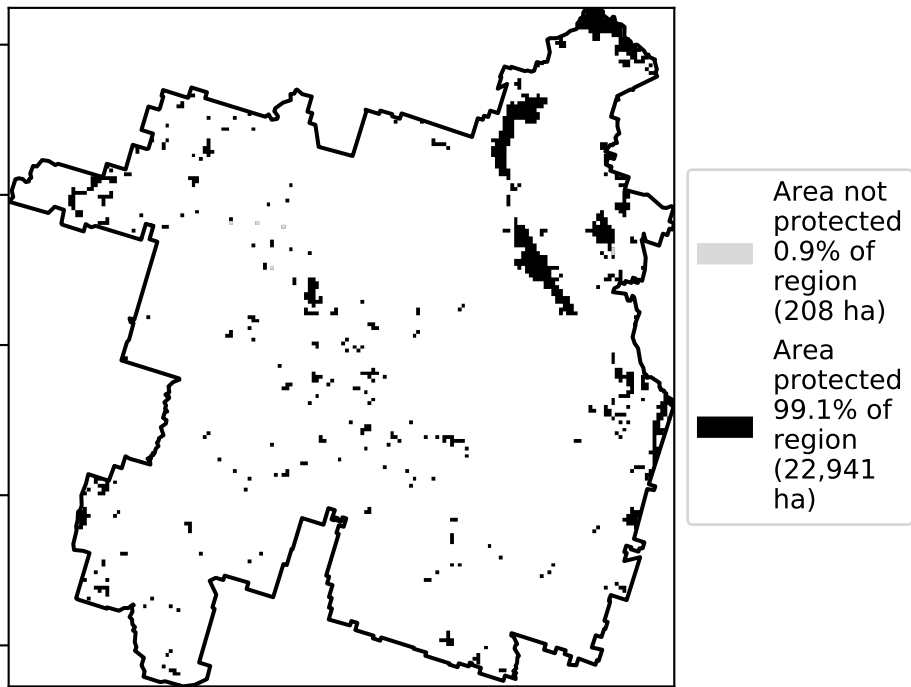 Area not
protected
0.9% of
region
(208 ha)
Area
protected
99.1% of
region
(22,941
ha)